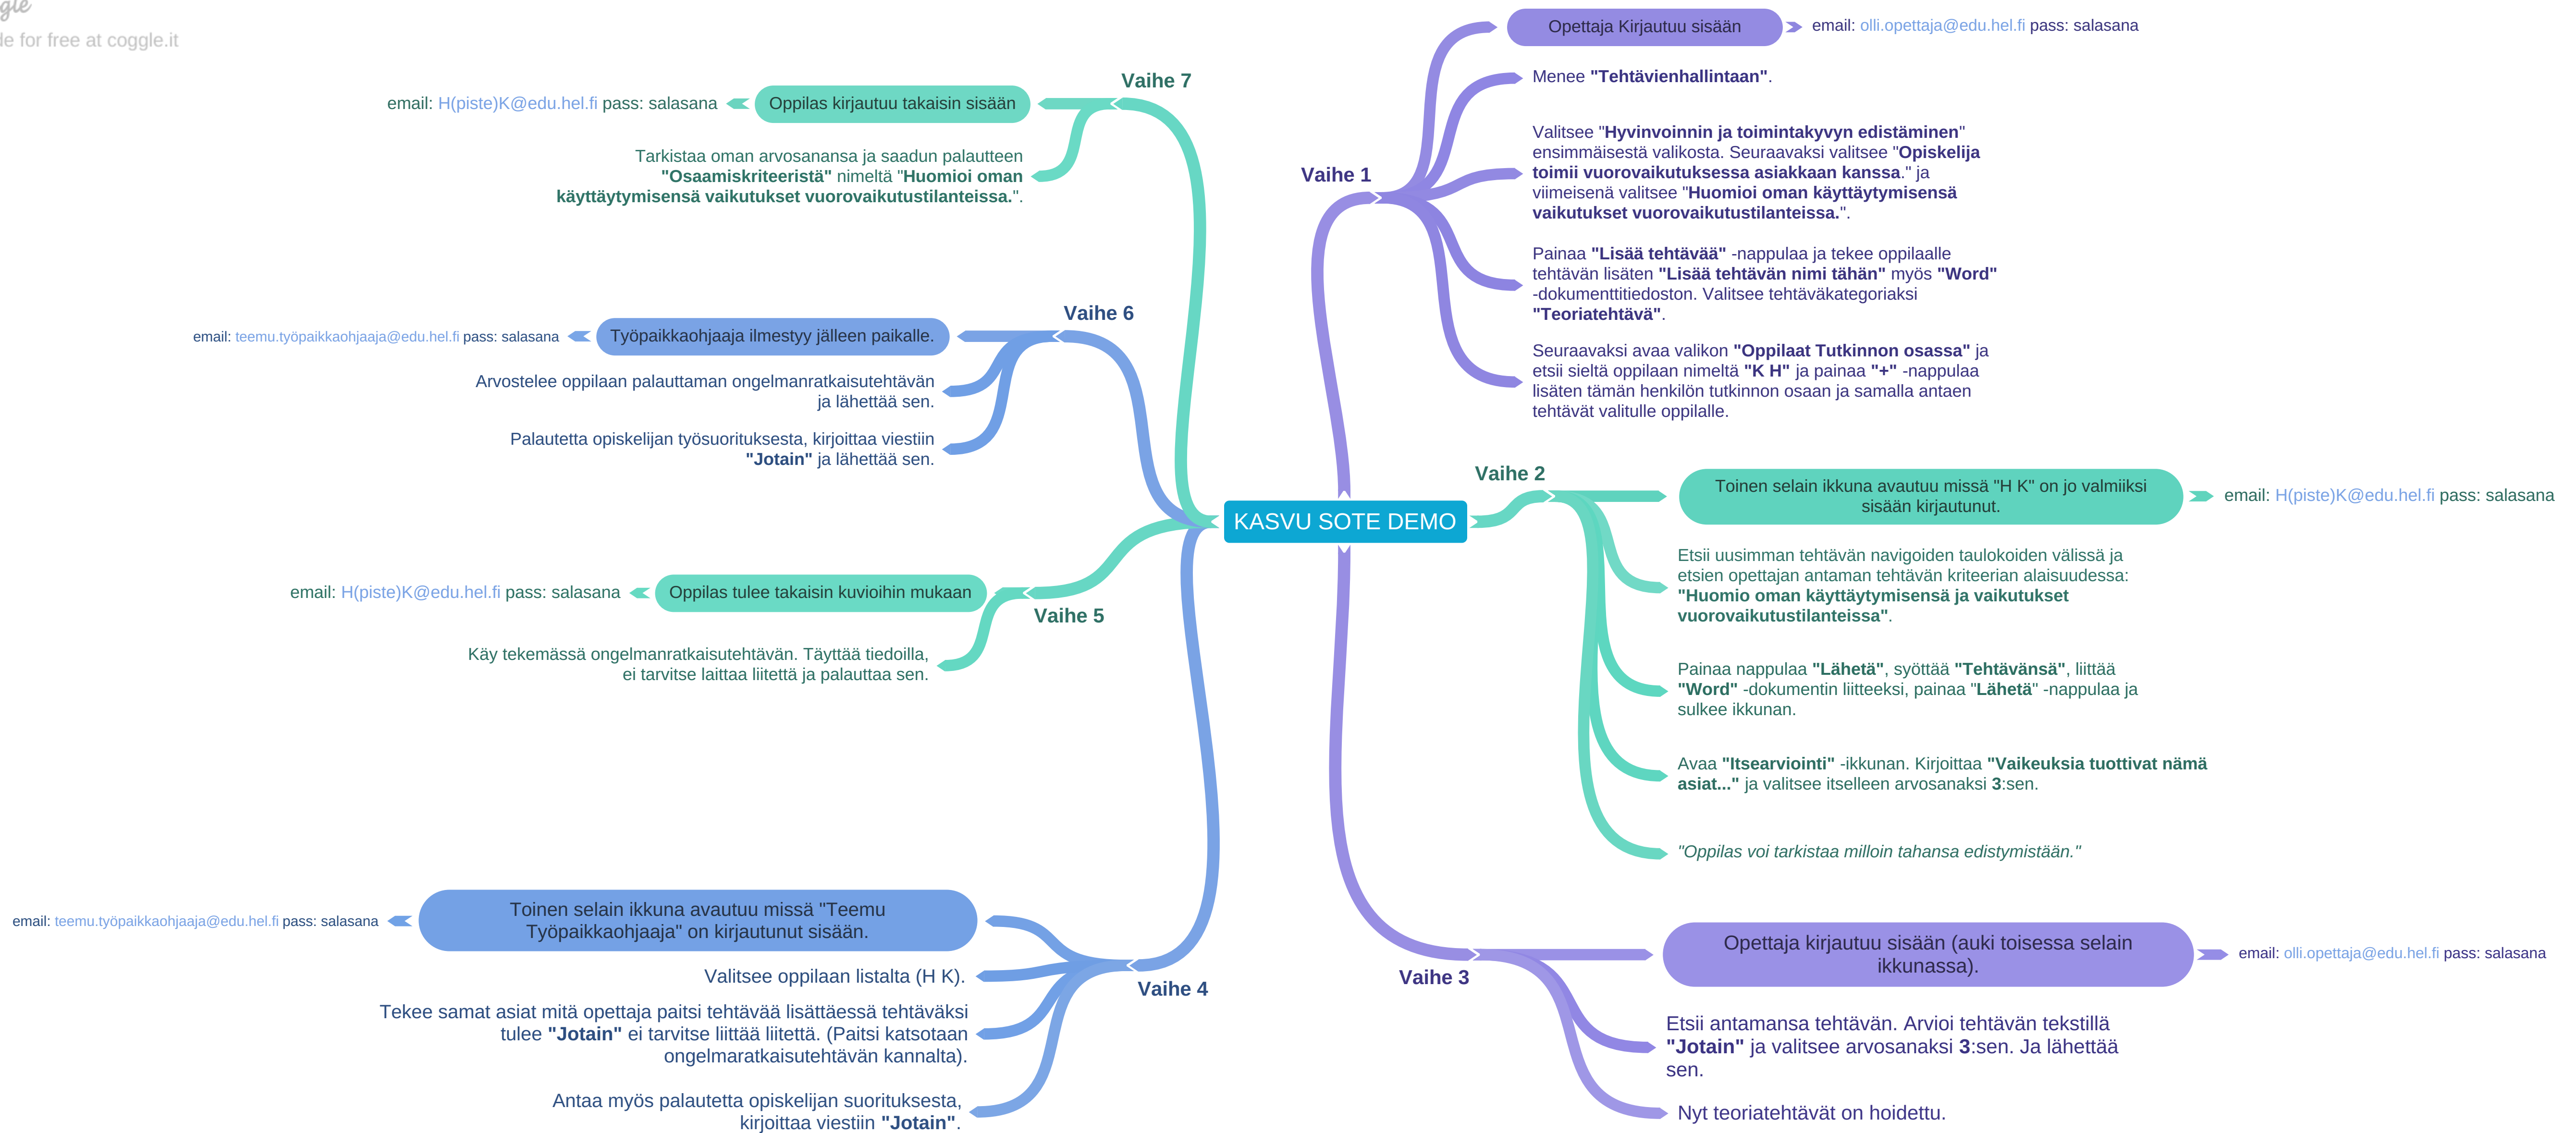 gle
de for free at coggle.it
KASVU SOTE DEMO
Vaihe 1
Opettaja Kirjautuu sisään
email: olli.opettaja@edu.hel.fi pass: salasana
Menee "Tehtävienhallintaan".
Valitsee "Hyvinvoinnin ja toimintakyvyn edistäminen"
ensimmäisestä valikosta. Seuraavaksi valitsee "Opiskelija
toimii vuorovaikutuksessa asiakkaan kanssa." ja
viimeisenä valitsee "Huomioi oman käyttäytymisensä
vaikutukset vuorovaikutustilanteissa.".
Painaa "Lisää tehtävää" -nappulaa ja tekee oppilaalle
tehtävän lisäten "Lisää tehtävän nimi tähän" myös "Word"
-dokumenttitiedoston. Valitsee tehtäväkategoriaksi
"Teoriatehtävä".
Seuraavaksi avaa valikon "Oppilaat Tutkinnon osassa" ja
etsii sieltä oppilaan nimeltä "K H" ja painaa "+" -nappulaa
lisäten tämän henkilön tutkinnon osaan ja samalla antaen
tehtävät valitulle oppilalle.
Vaihe 2
Toinen selain ikkuna avautuu missä "H K" on jo valmiiksi
sisään kirjautunut.
email: H(piste)K@edu.hel.fi pass: salasana
Etsii uusimman tehtävän navigoiden taulokoiden välissä ja
etsien opettajan antaman tehtävän kriteerian alaisuudessa:
"Huomio oman käyttäytymisensä ja vaikutukset
vuorovaikutustilanteissa".
Painaa nappulaa "Lähetä", syöttää "Tehtävänsä", liittää
"Word" -dokumentin liitteeksi, painaa "Lähetä" -nappulaa ja
sulkee ikkunan.
Avaa "Itsearviointi" -ikkunan. Kirjoittaa "Vaikeuksia tuottivat nämä
asiat..." ja valitsee itselleen arvosanaksi 3:sen.
"Oppilas voi tarkistaa milloin tahansa edistymistään."
Vaihe 3
Opettaja kirjautuu sisään (auki toisessa selain
ikkunassa).
email: olli.opettaja@edu.hel.fi pass: salasana
Etsii antamansa tehtävän. Arvioi tehtävän tekstillä
"Jotain" ja valitsee arvosanaksi 3:sen. Ja lähettää
sen.
Nyt teoriatehtävät on hoidettu.
Vaihe 4
Toinen selain ikkuna avautuu missä "Teemu
Työpaikkaohjaaja" on kirjautunut sisään.
email: teemu.työpaikkaohjaaja@edu.hel.fi pass: salasana
Valitsee oppilaan listalta (H K).
Tekee samat asiat mitä opettaja paitsi tehtävää lisättäessä tehtäväksi
tulee "Jotain" ei tarvitse liittää liitettä. (Paitsi katsotaan
ongelmaratkaisutehtävän kannalta).
Antaa myös palautetta opiskelijan suorituksesta,
kirjoittaa viestiin "Jotain".
Vaihe 5
Oppilas tulee takaisin kuvioihin mukaan
email: H(piste)K@edu.hel.fi pass: salasana
Käy tekemässä ongelmanratkaisutehtävän. Täyttää tiedoilla,
ei tarvitse laittaa liitettä ja palauttaa sen.
Vaihe 6
Työpaikkaohjaaja ilmestyy jälleen paikalle.
email: teemu.työpaikkaohjaaja@edu.hel.fi pass: salasana
Arvostelee oppilaan palauttaman ongelmanratkaisutehtävän
ja lähettää sen.
Palautetta opiskelijan työsuorituksesta, kirjoittaa viestiin
"Jotain" ja lähettää sen.
Vaihe 7
Oppilas kirjautuu takaisin sisään
email: H(piste)K@edu.hel.fi pass: salasana
Tarkistaa oman arvosanansa ja saadun palautteen
"Osaamiskriteeristä" nimeltä "Huomioi oman
käyttäytymisensä vaikutukset vuorovaikutustilanteissa.".